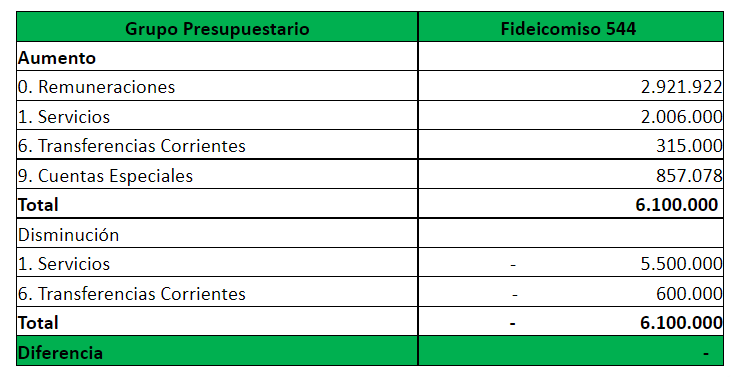 Grupo Presupuestario Fideicomiso 544
Aumento
0. Remuneraciones 2.921.922
1. Servicios 2.006.000
6. Transferencias Corrientes 315.000
9. Cuentas Especiales 857.078
Total 6.100.000
Disminución
1. Servicios - 5.500.000
6. Transferencias Corrientes - 600.000
Total - 6.100.000
Diferencia -